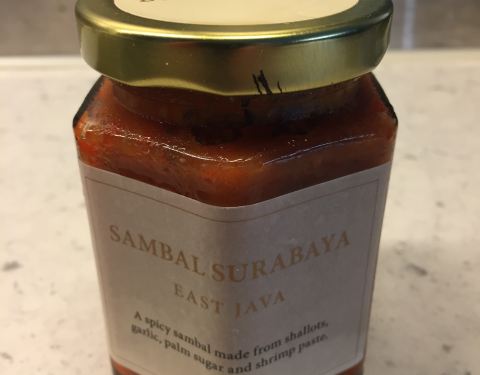 SAMBAL SURABAYA
EAST JAVA
A spicy sambal made from shallots,
garlic, palm sugar and shrimp paste.